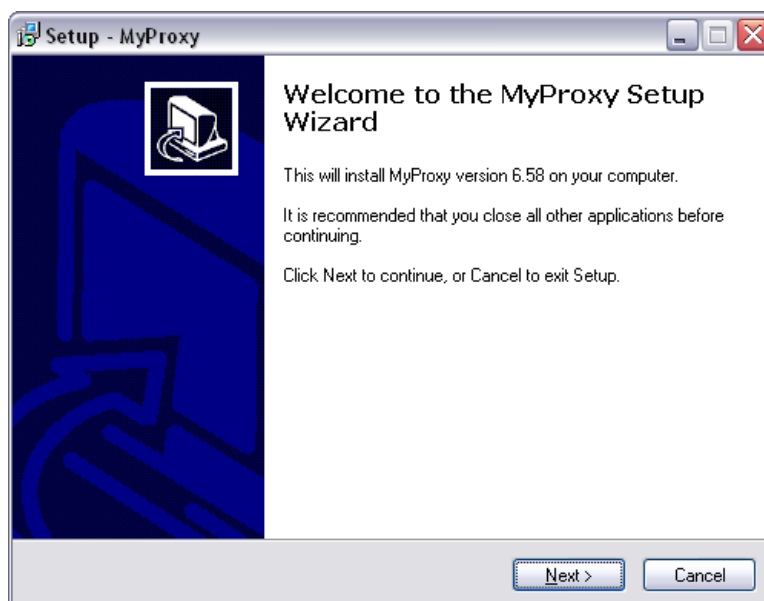 Setup - MyProxy
Welcome to the MyProxy Setup
Wizard
This will install MyProxy version 6.58 on your computer.
It is recommended that you close all other applications before
continuing.
Click Next to continue, or Cancel to exit Setup.
Next >
Cancel